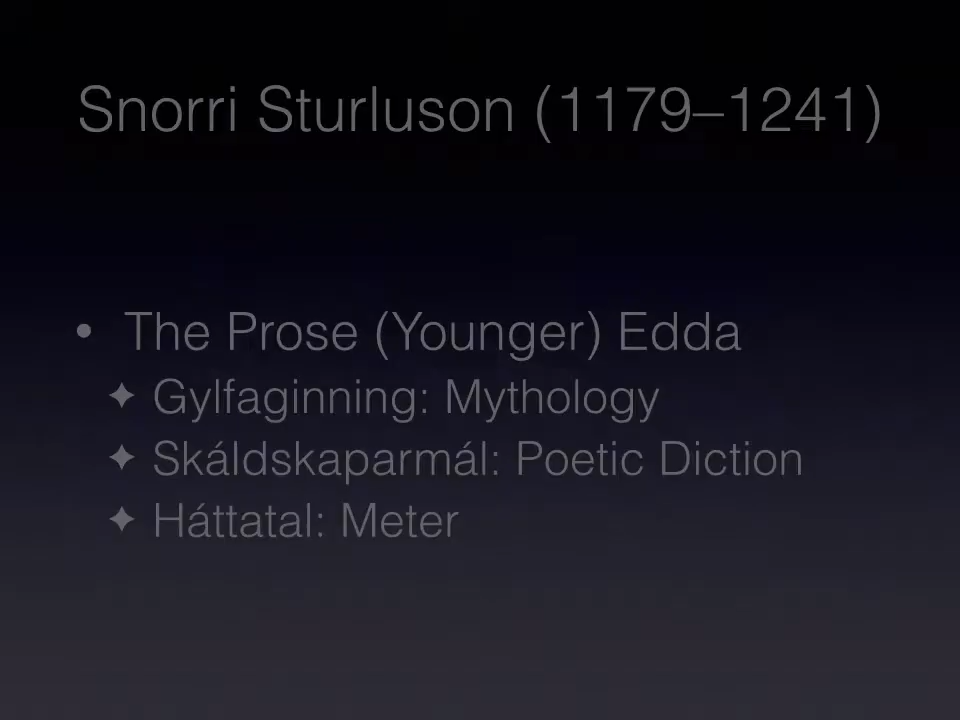 Snorri Sturluson (1179–1241)
• The Prose (Younger) Edda
✦ Gylfaginning: Mythology
✦ Skáldskaparmál: Poetic Diction
✦ Háttatal: Meter